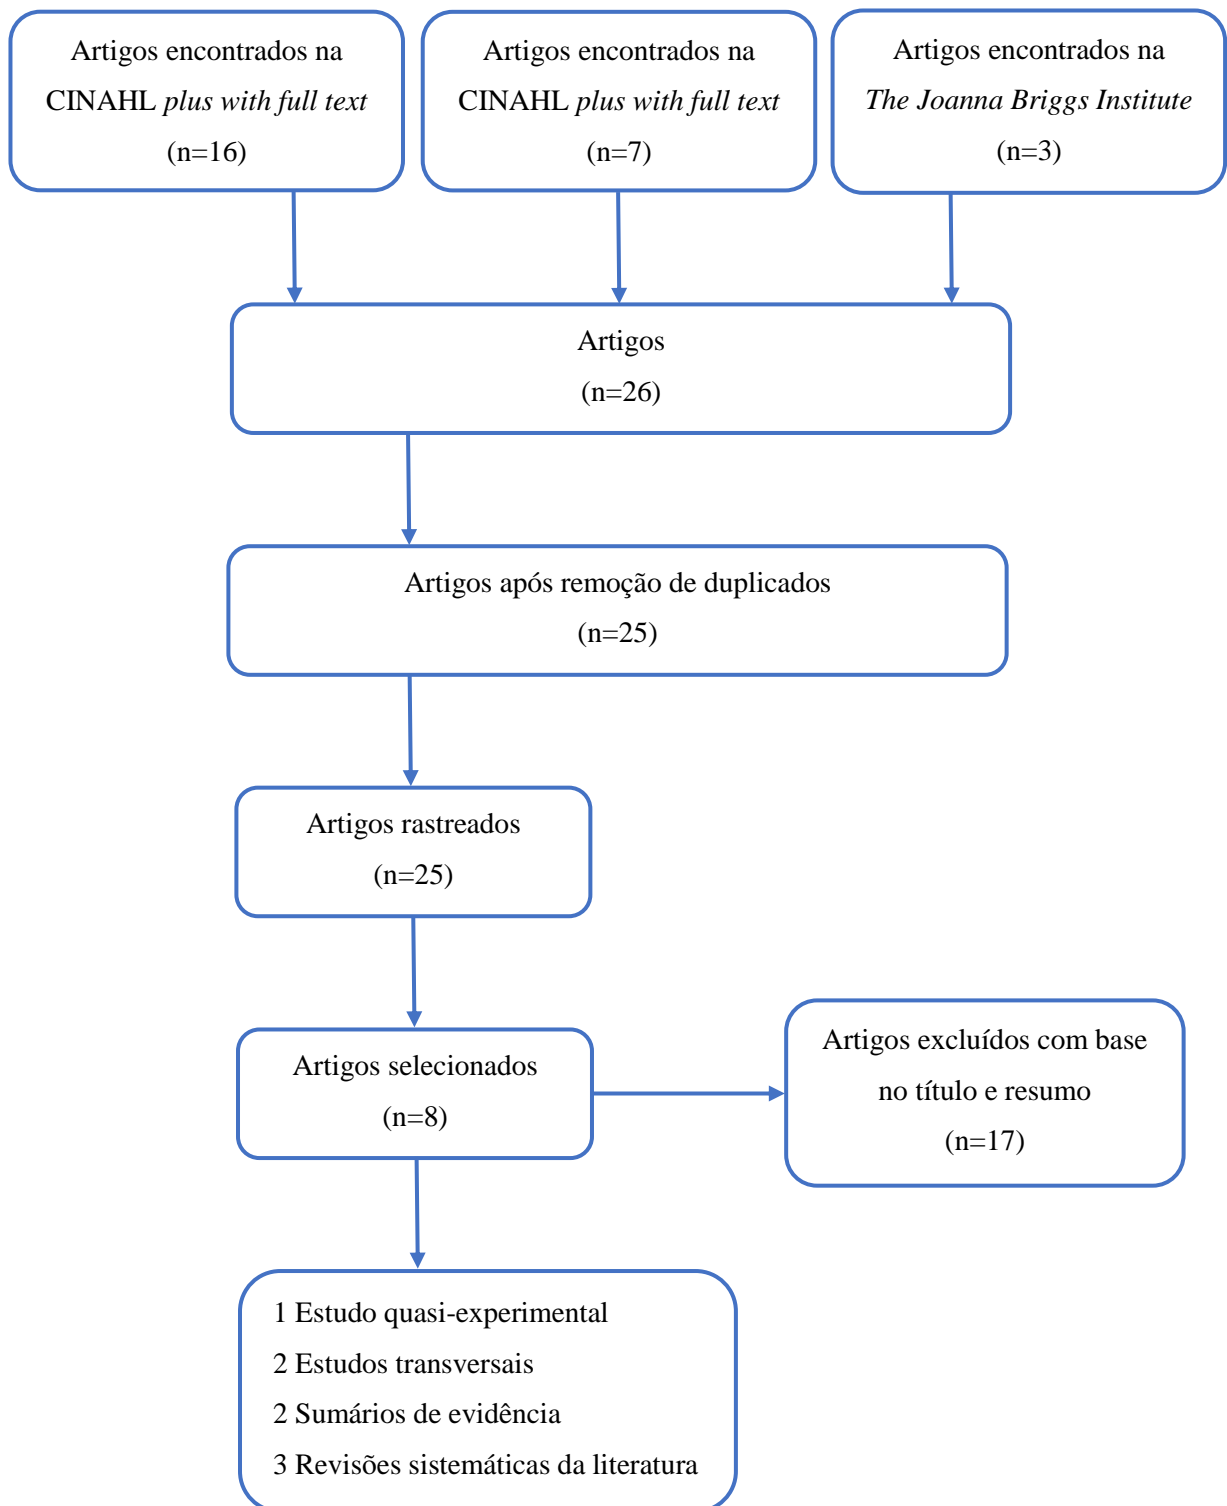 Artigos encontrados na
CINAHL plus with full text
(n=16)
Artigos encontrados na
CINAHL plus with full text
(n=7)
Artigos encontrados na
The Joanna Briggs Institute
(n=3)
Artigos
(n=26)
Artigos após remoção de duplicados
(n=25)
Artigos rastreados
(n=25)
Artigos selecionados
(n=8)
Artigos excluídos com base
no título e resumo
(n=17)
1 Estudo quasi-experimental
2 Estudos transversais
2 Sumários de evidência
3 Revisões sistemáticas da literatura